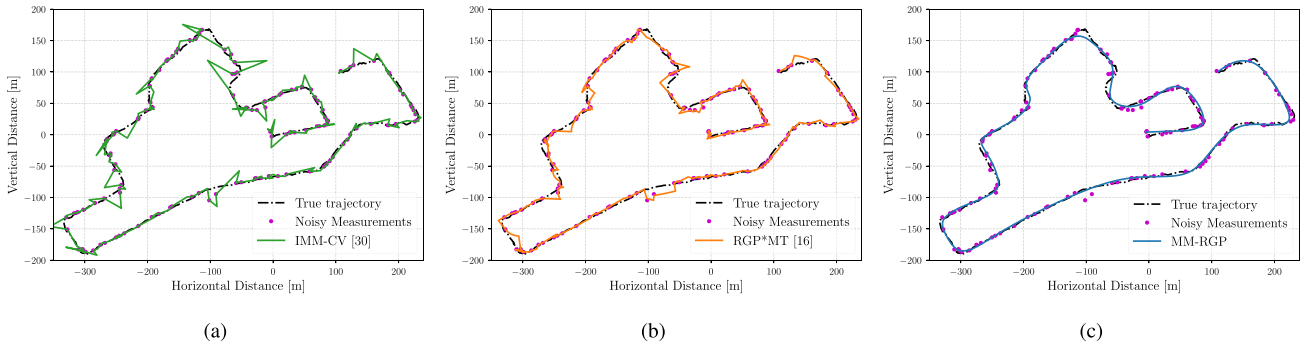 200
150
100
50
0
−50
−100
−150
−200
Vertical Distance [m]
−300 −200 −100 0 100 200
Horizontal Distance [m]
True trajectory
Noisy Measurements
IMM-CV [30]
(a)
200
150
100
50
0
−50
−100
−150
−200
Vertical Distance [m]
−300 −200 −100 0 100 200
Horizontal Distance [m]
True trajectory
Noisy Measurements
RGP*MT [16]
(b)
200
150
100
50
0
−50
−100
−150
−200
Vertical Distance [m]
−300 −200 −100 0 100 200
Horizontal Distance [m]
True trajectory
Noisy Measurements
MM-RGP
(c)